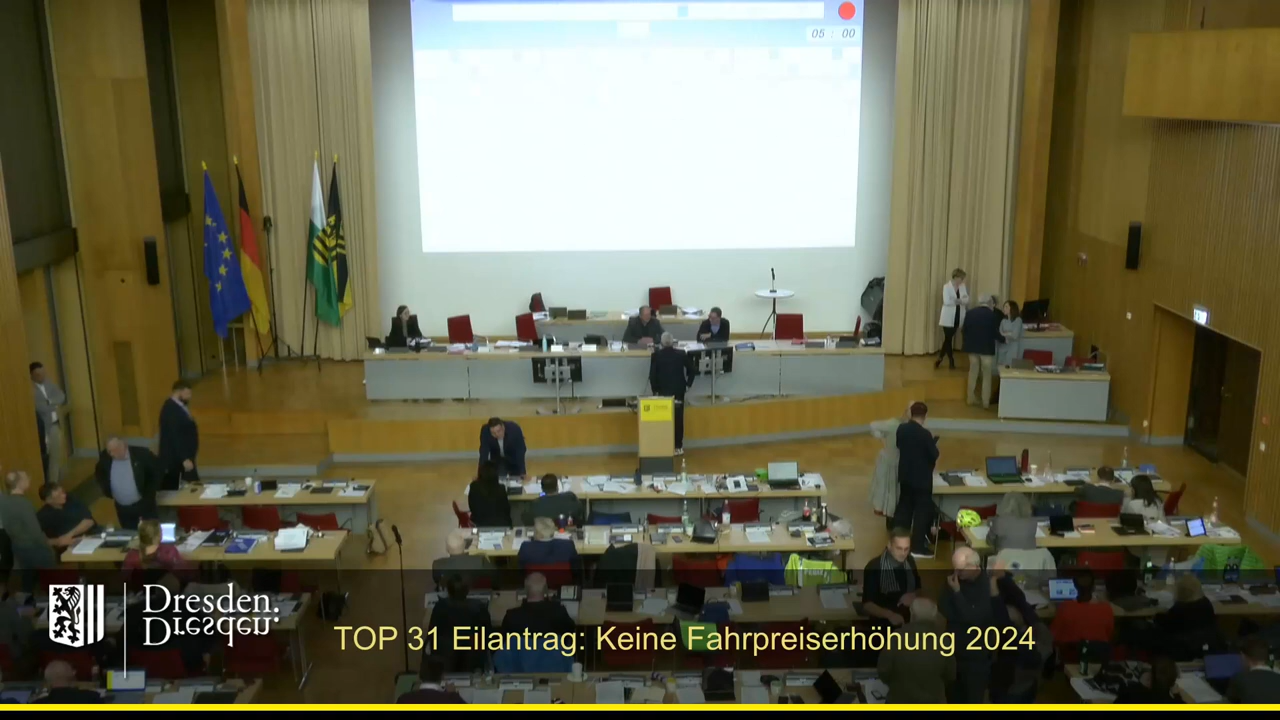 05 : 00
Dresden.
Dresden.
TOP 31 Eilantrag: Keine Fahrpreiserhöhung 2024